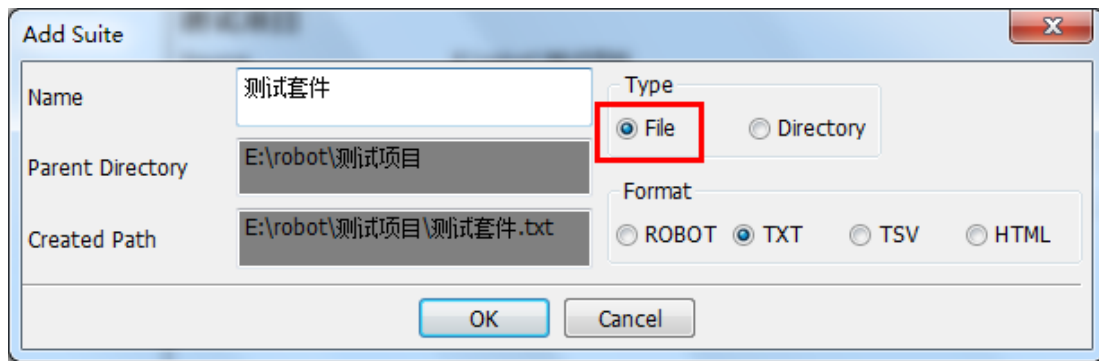 Add Suite
Name
测试套件
Type
File
Directory
Parent Directory
E:\robot\测试项目
Format
Created Path
E:\robot\测试项目\测试套件.txt
ROBOT
TXT
TSV
HTML
OK
Cancel